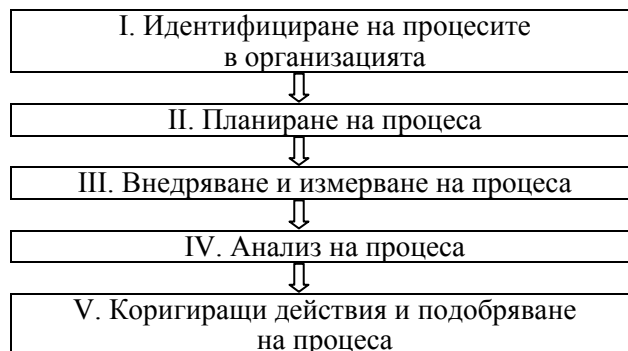 I. Идентифициране на процесите
в организацията
II. Планиране на процеса
III. Внедряване и измерване на процеса
IV. Анализ на процеса
V. Коригиращи действия и подобряване
на процеса